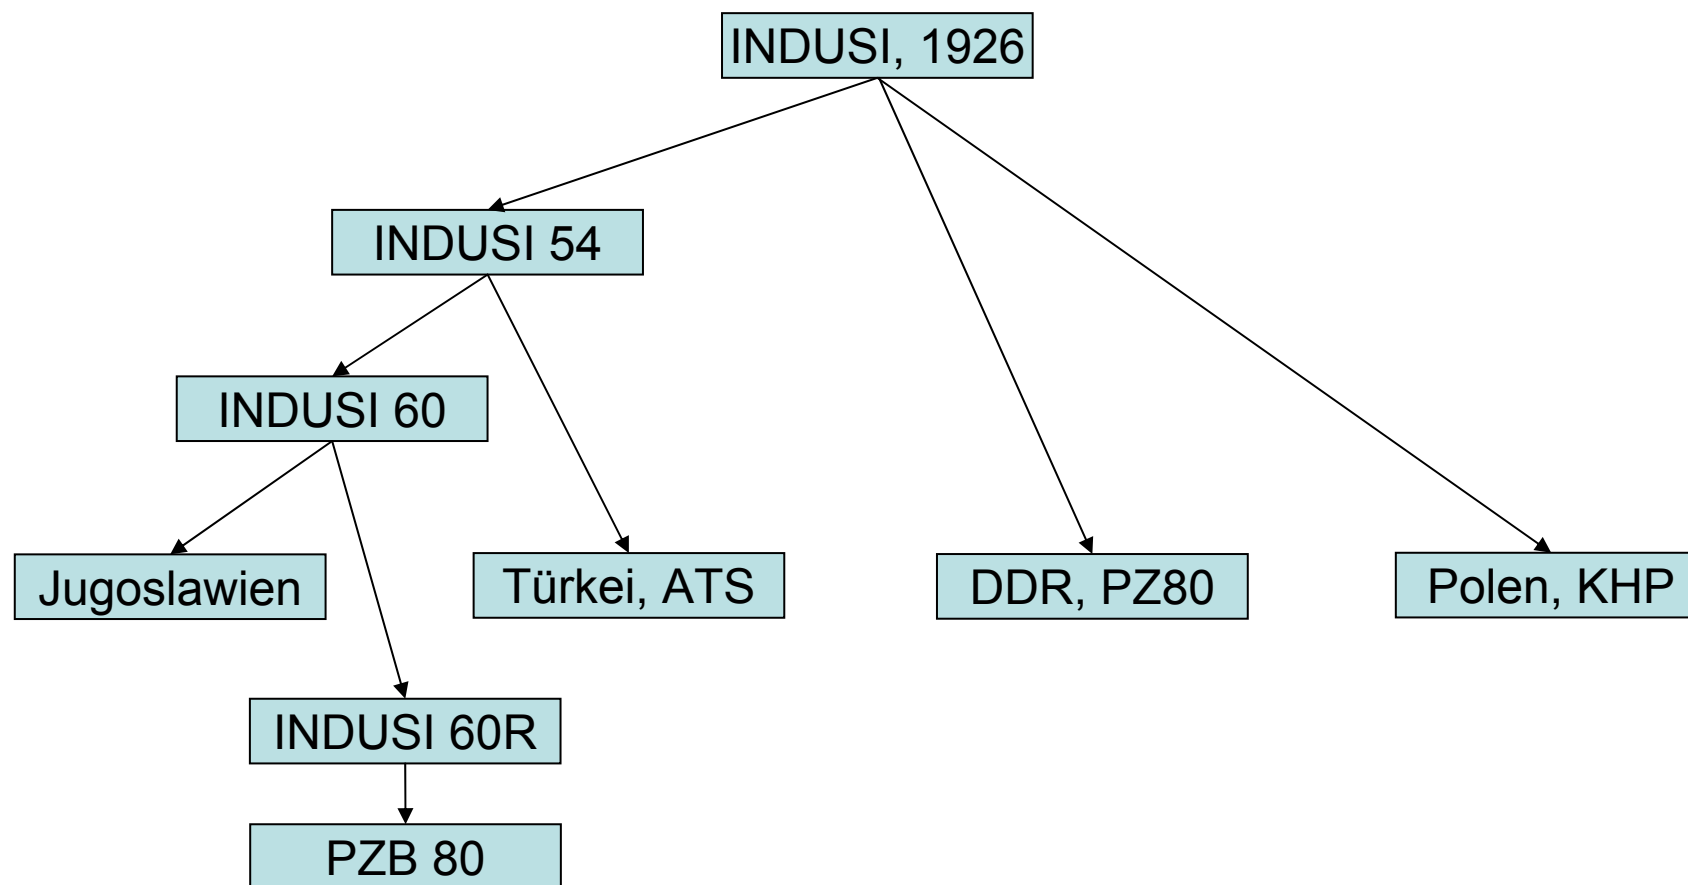 INDUSI, 1926
INDUSI 54
INDUSI 60
Jugoslawien
Türkei, ATS
DDR, PZ80
Polen, KHP
INDUSI 60R
PZB 80